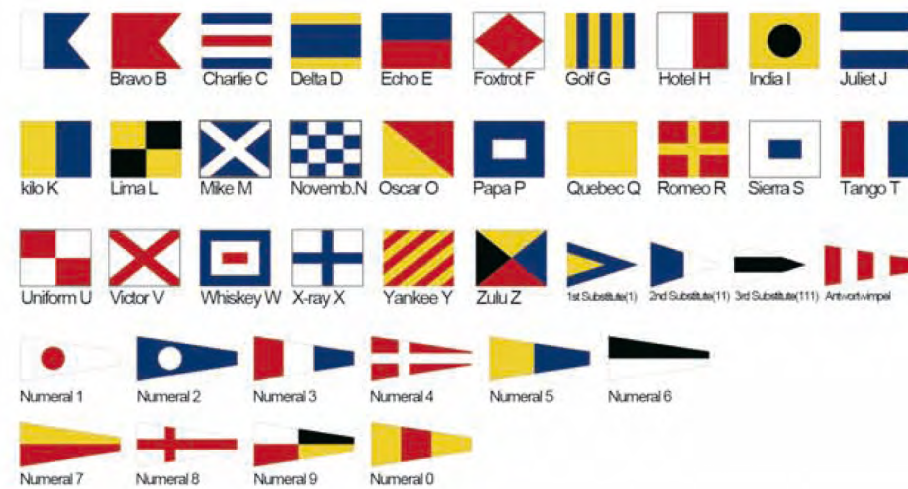 Bravo B Charlie C Delta D Echo E Foxtrot F Golf G Hotel H India I Juliet J
kilo K Lima L Mike M Novemb.N Oscar O Papa P Quebec Q Romeo R Sierra S Tango T
Uniform U Victor V Whiskey W X-ray X Yankee Y Zulu Z 1st Substitute(1) 2nd Substitute(11) 3rd Substitute(111) Antwortwimpel
Numeral 1 Numeral 2 Numeral 3 Numeral 4 Numeral 5 Numeral 6
Numeral 7 Numeral 8 Numeral 9 Numeral 0